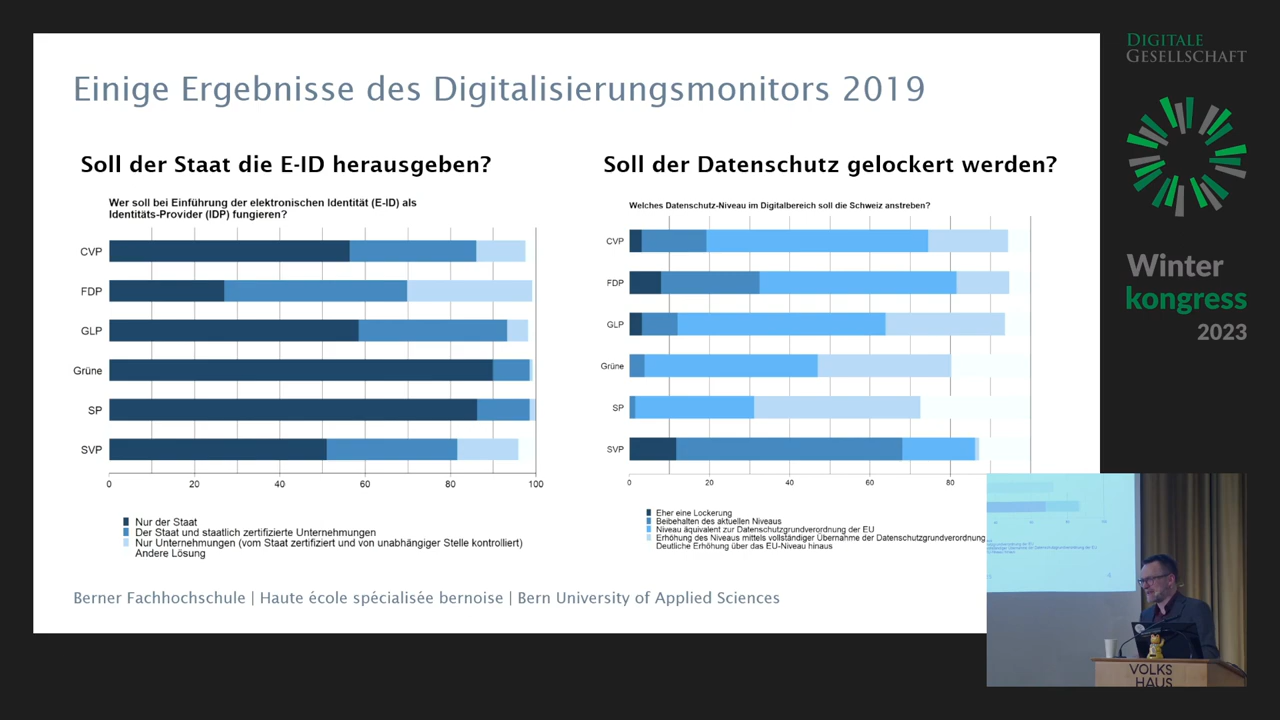 Einige Ergebnisse des Digitalisierungsmonitors 2019
Soll der Staat die E-ID herausgeben?
Wer soll bei Einführung der elektronischen Identität (E-ID) als
Identitäts-Provider (IDP) fungieren?
CVP
FDP
GLP
Grüne
SP
SVP
0 20 40 60 80 100
Nur der Staat
Der Staat und staatlich zertifizierte Unternehmungen
Nur Unternehmungen (vom Staat zertifiziert und von unabhängiger Stelle kontrolliert)
Andere Lösung
Soll der Datenschutz gelockert werden?
Welches Datenschutz-Niveau im Digitalbereich soll die Schweiz anstreben?
CVP
FDP
GLP
Grüne
SP
SVP
0 20 40 60 80
Eher eine Lockerung
Beibehalten des aktuellen Niveaus
Niveau äquivalent zur Datenschutzgrundverordnung der EU
Erhöhung des Niveaus mittels vollständiger Übernahme der Datenschutzgrundverordnung
Deutliche Erhöhung über das EU-Niveau hinaus
Berner Fachhochschule | Haute école spécialisée bernoise | Bern University of Applied Sciences
DIGITALE
GESELLSCHAFT
Winter
kongress
2023
VOLKS
HAUS